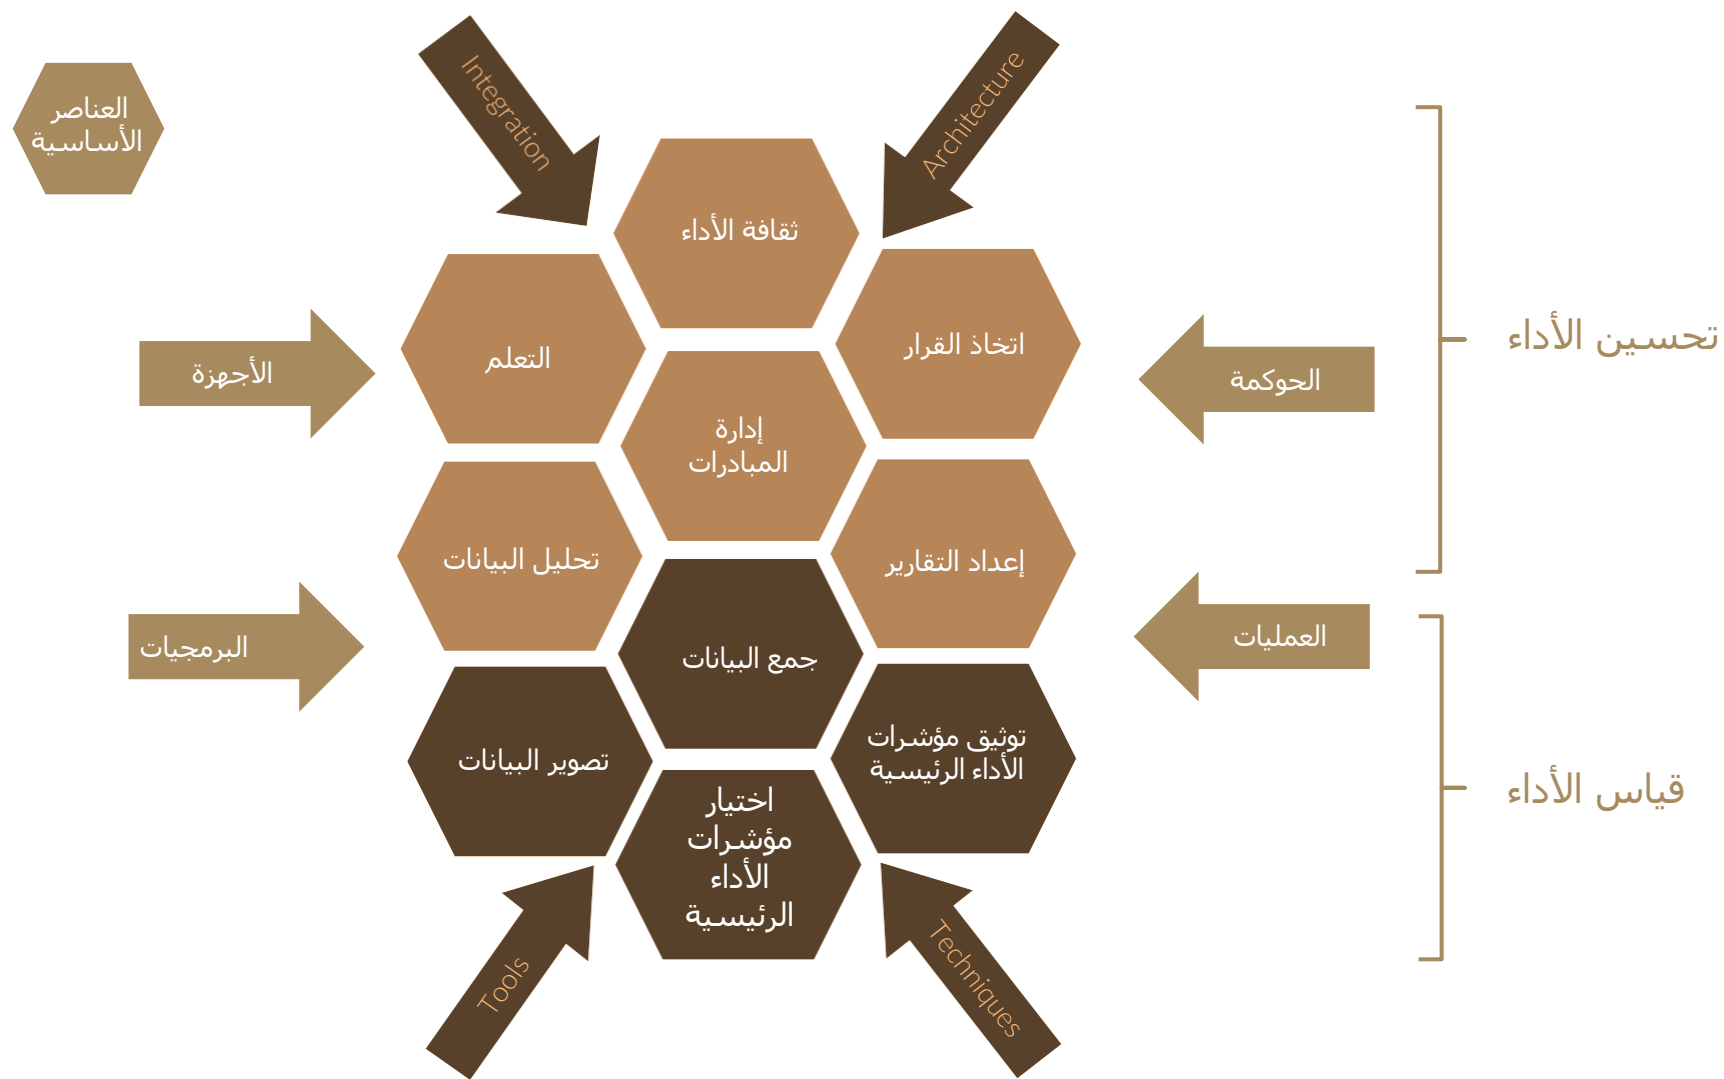 العناصر
الأساسية
Integration
Architecture
ثقافة الأداء
اتخاذ القرار
التعلم
إدارة
المبادرات
إعداد التقارير
تحليل البيانات
جمع البيانات
توثيق مؤشرات
الأداء الرئيسية
تصوير البيانات
اختيار
مؤشرات
الأداء
الرئيسية
الحوكمة
العمليات
الأجهزة
البرمجيات
Tools
Techniques
تحسين الأداء
قياس الأداء